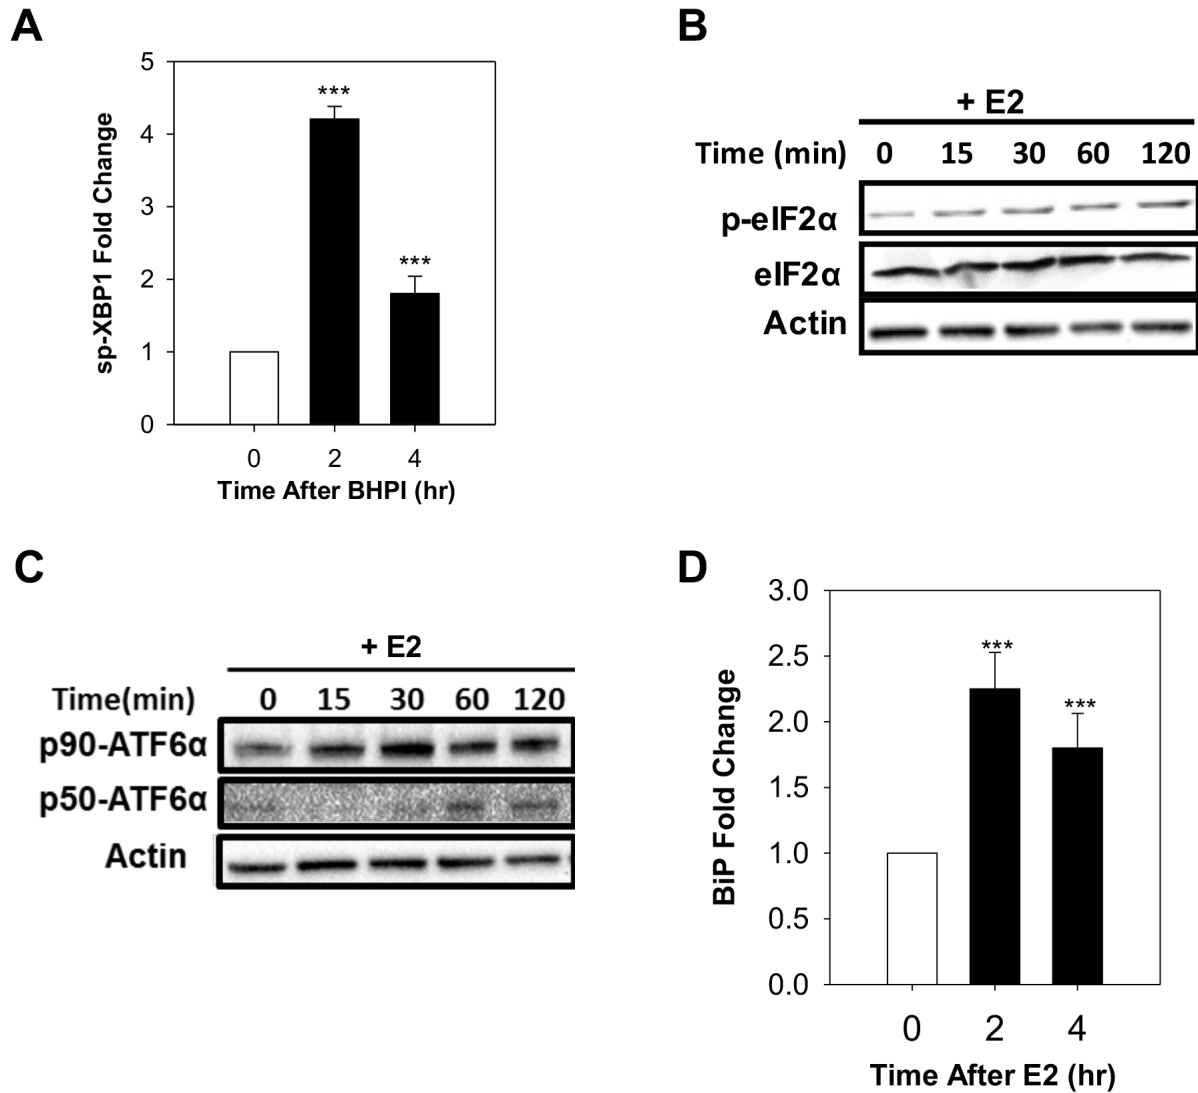 A
5
4
3
2
1
0
sp-XBP1 Fold Change
***
***
0 2 4
Time After BHPI (hr)
B
+ E2
Time (min) 0 15 30 60 120
p-eIF2α
eIF2α
Actin
C
+ E2
Time(min) 0 15 30 60 120
p90-ATF6α
p50-ATF6α
Actin
D
3.0
2.5
2.0
1.5
1.0
0.5
0.0
BiP Fold Change
***
***
0 2 4
Time After E2 (hr)